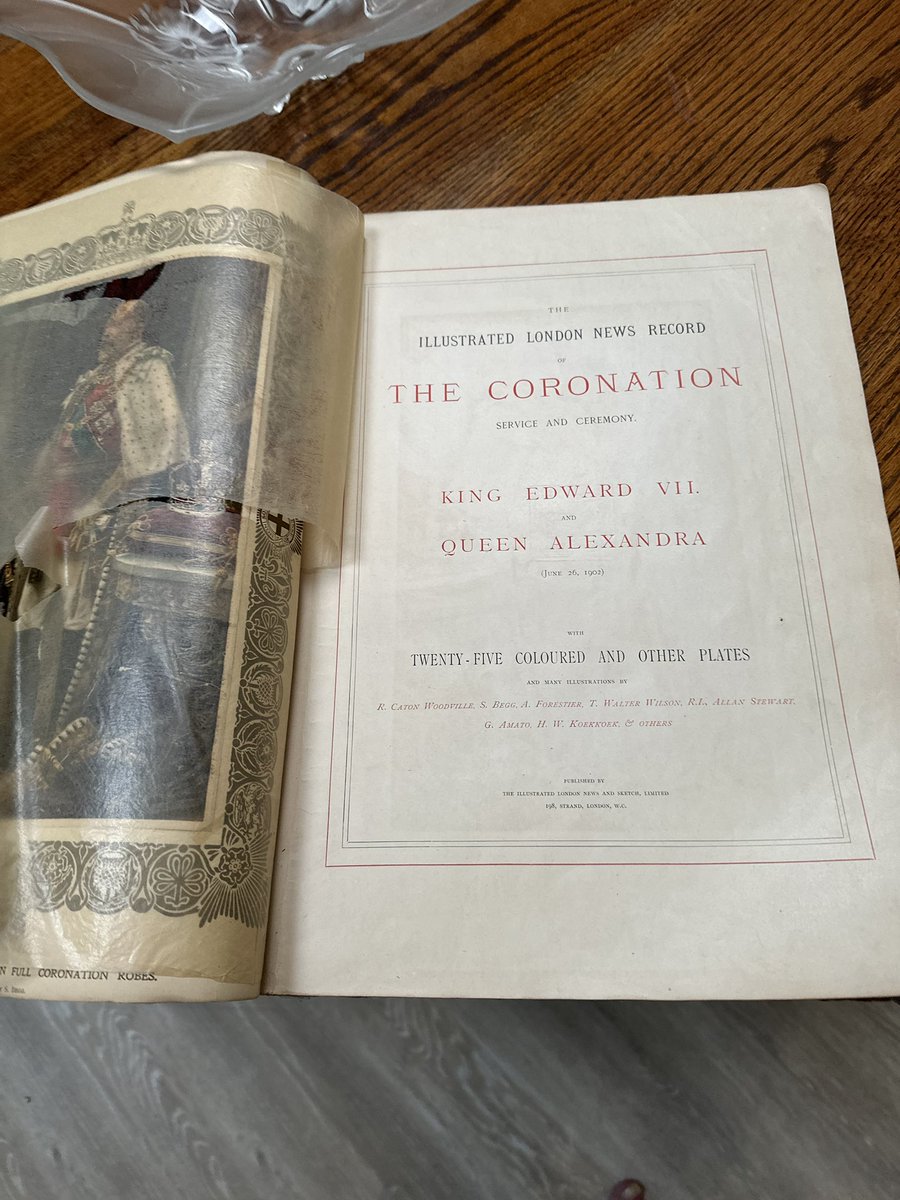 N FULL CORONATION ROBES.
THE
ILLUSTRATED LONDON NEWS RECORD
OF
THE CORONATION
SERVICE AND CEREMONY.
KING EDWARD VII.
AND
QUEEN ALEXANDRA
(JUNE 26, 1902)
WITH
TWENTY-FIVE COLOURED AND OTHER PLATES
AND MANY ILLUSTRATIONS BY
R. CATON WOODVILLE, S. BEGG, A. FORESTIER, T. WALTER WILSON, R.I., ALLAN STEWART,
G. AMATO, H. W. KOEKKOEK, & OTHERS
PUBLISHED BY
THE ILLUSTRATED LONDON NEWS AND SKETCH, LIMITED
198, STRAND, LONDON, W.C.